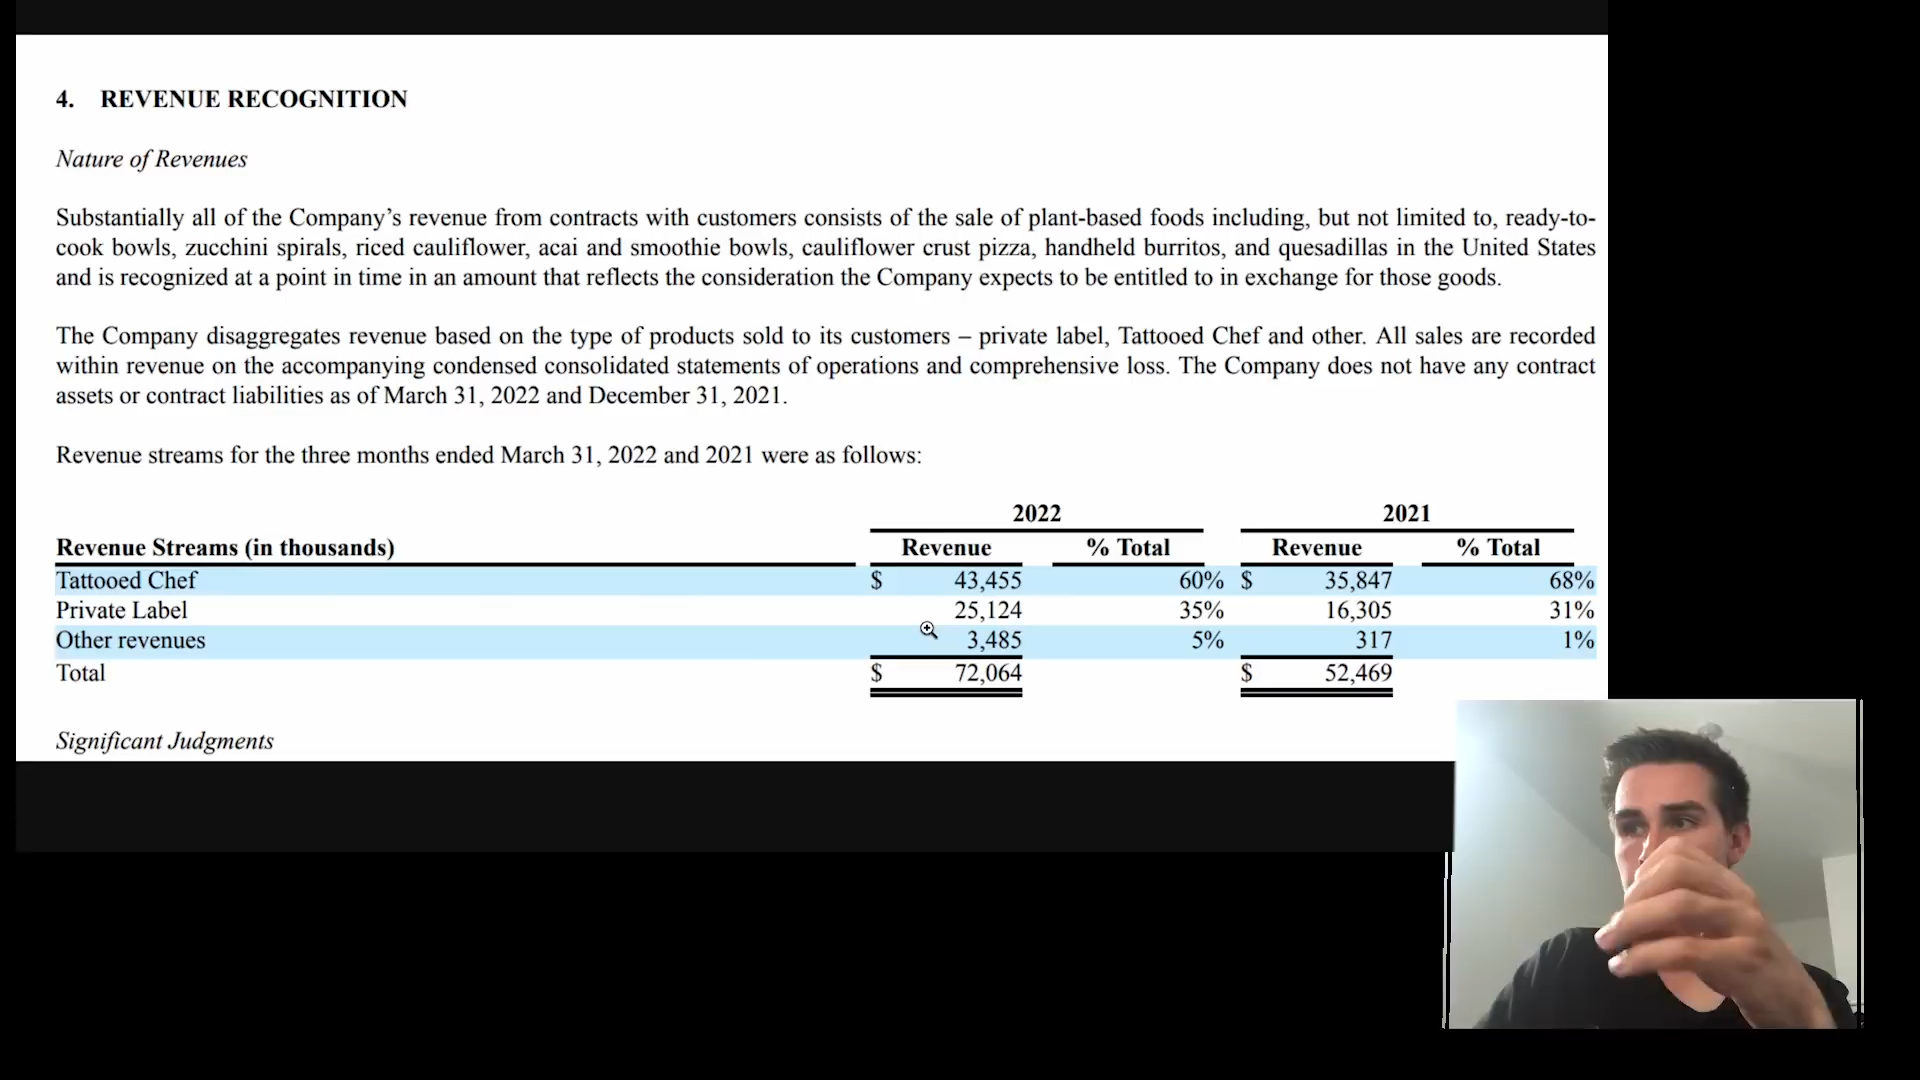 4. REVENUE RECOGNITION
Nature of Revenues
Substantially all of the Company’s revenue from contracts with customers consists of the sale of plant-based foods including, but not limited to, ready-to-
cook bowls, zucchini spirals, riced cauliflower, acai and smoothie bowls, cauliflower crust pizza, handheld burritos, and quesadillas in the United States
and is recognized at a point in time in an amount that reflects the consideration the Company expects to be entitled to in exchange for those goods.
The Company disaggregates revenue based on the type of products sold to its customers – private label, Tattooed Chef and other. All sales are recorded
within revenue on the accompanying condensed consolidated statements of operations and comprehensive loss. The Company does not have any contract
assets or contract liabilities as of March 31, 2022 and December 31, 2021.
Revenue streams for the three months ended March 31, 2022 and 2021 were as follows:
2022 2021
Revenue Streams (in thousands) Revenue % Total Revenue % Total
Tattooed Chef $ 43,455 60% $ 35,847 68%
Private Label 25,124 35% 16,305 31%
Other revenues 3,485 5% 317 1%
Total $ 72,064 $ 52,469
Significant Judgments